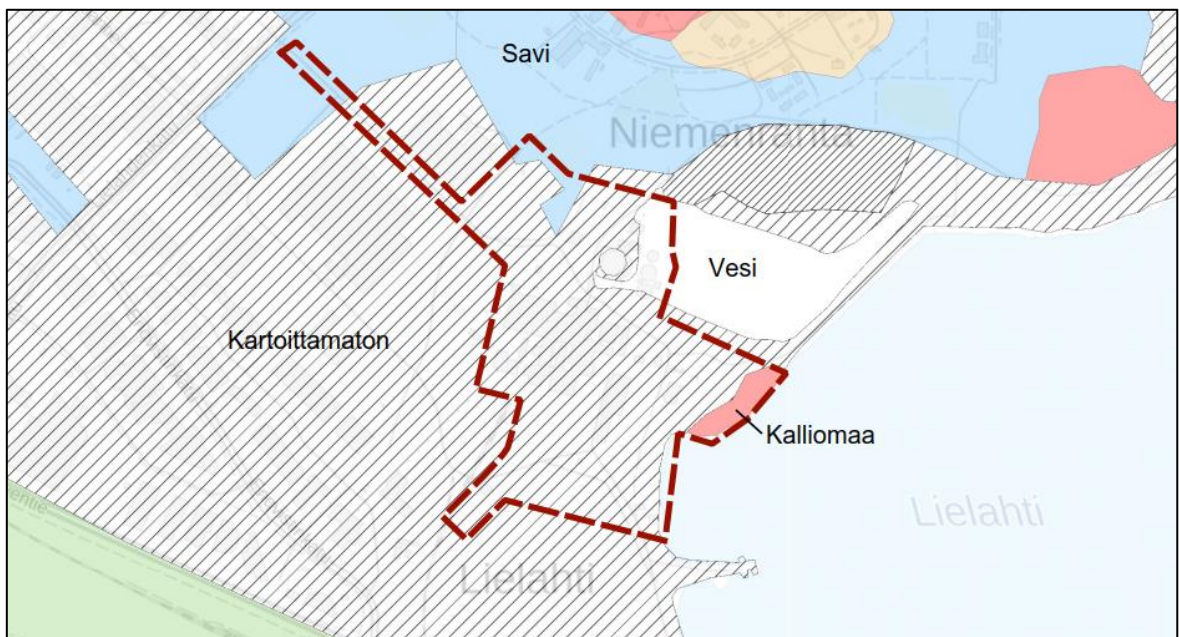 Savi
Niemenranta
Vesi
Kartoittamaton
Kalliomaa
Lielahti
Lielahti